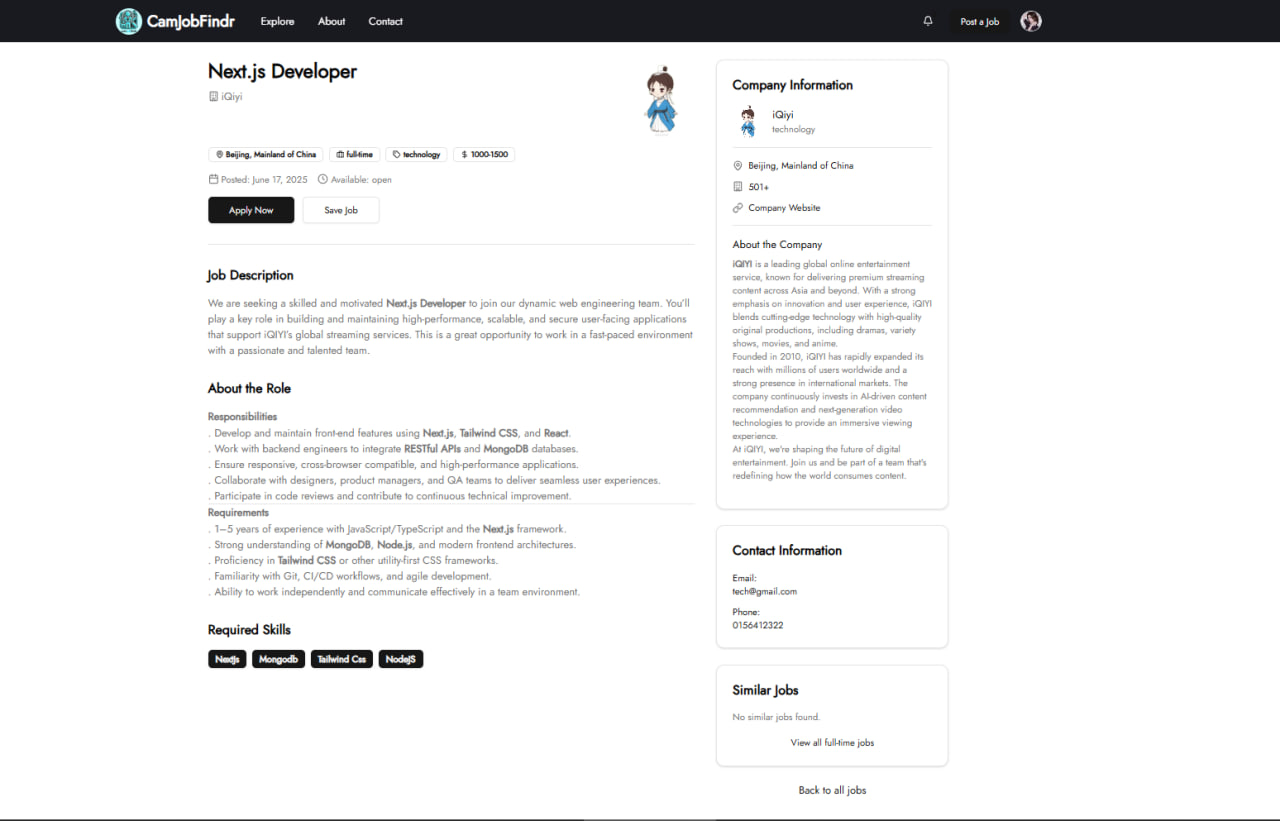 CamJobFindr
Explore
About
Contact
Post a Job
Next.js Developer
iQiyi
Beijing, Mainland of China
full-time
technology
$ 1000-1500
Posted: June 17, 2025
Available: open
Apply Now
Save Job
Job Description
We are seeking a skilled and motivated Next.js Developer to join our dynamic web engineering team. You'll
play a key role in building and maintaining high-performance, scalable, and secure user-facing applications
that support iQIYI's global streaming services. This is a great opportunity to work in a fast-paced environment
with a passionate and talented team.
About the Role
Responsibilities
. Develop and maintain front-end features using Next.js, Tailwind CSS, and React.
. Work with backend engineers to integrate RESTful APIs and MongoDB databases.
. Ensure responsive, cross-browser compatible, and high-performance applications.
. Collaborate with designers, product managers, and QA teams to deliver seamless user experiences.
. Participate in code reviews and contribute to continuous technical improvement.
Requirements
. 1–5 years of experience with JavaScript/TypeScript and the Next.js framework.
. Strong understanding of MongoDB, Node.js, and modern frontend architectures.
. Proficiency in Tailwind CSS or other utility-first CSS frameworks.
. Familiarity with Git, CI/CD workflows, and agile development.
. Ability to work independently and communicate effectively in a team environment.
Required Skills
Nextjs
Mongodb
Tailwind Css
NodejS
Company Information
iQiyi
technology
Beijing, Mainland of China
501+
Company Website
About the Company
iQIYI is a leading global online entertainment
service, known for delivering premium streaming
content across Asia and beyond. With a strong
emphasis on innovation and user experience, iQIYI
blends cutting-edge technology with high-quality
original productions, including dramas, variety
shows, movies, and anime.
Founded in 2010, iQIYI has rapidly expanded its
reach with millions of users worldwide and a
strong presence in international markets. The
company continuously invests in AI-driven content
recommendation and next-generation video
technologies to provide an immersive viewing
experience.
At iQIYI, we're shaping the future of digital
entertainment. Join us and be part of a team that's
redefining how the world consumes content.
Contact Information
Email:
tech@gmail.com
Phone:
0156412322
Similar Jobs
No similar jobs found.
View all full-time jobs
Back to all jobs